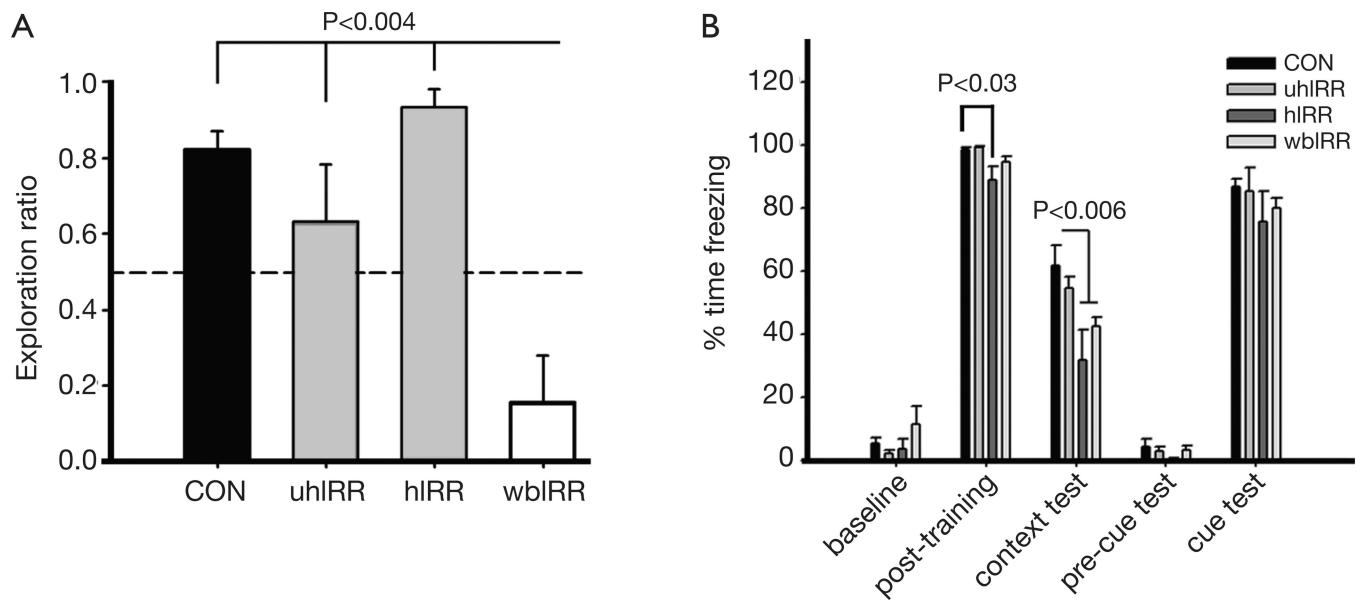 A
P<0.004
Exploration ratio
1.0
0.8
0.6
0.4
0.2
0.0
CON
uhIRR
hIRR
wbIRR
B
% time freezing
120
100
80
60
40
20
0
P<0.03
P<0.006
CON
uhIRR
hIRR
wbIRR
baseline
post-training
context test
pre-cue test
cue test